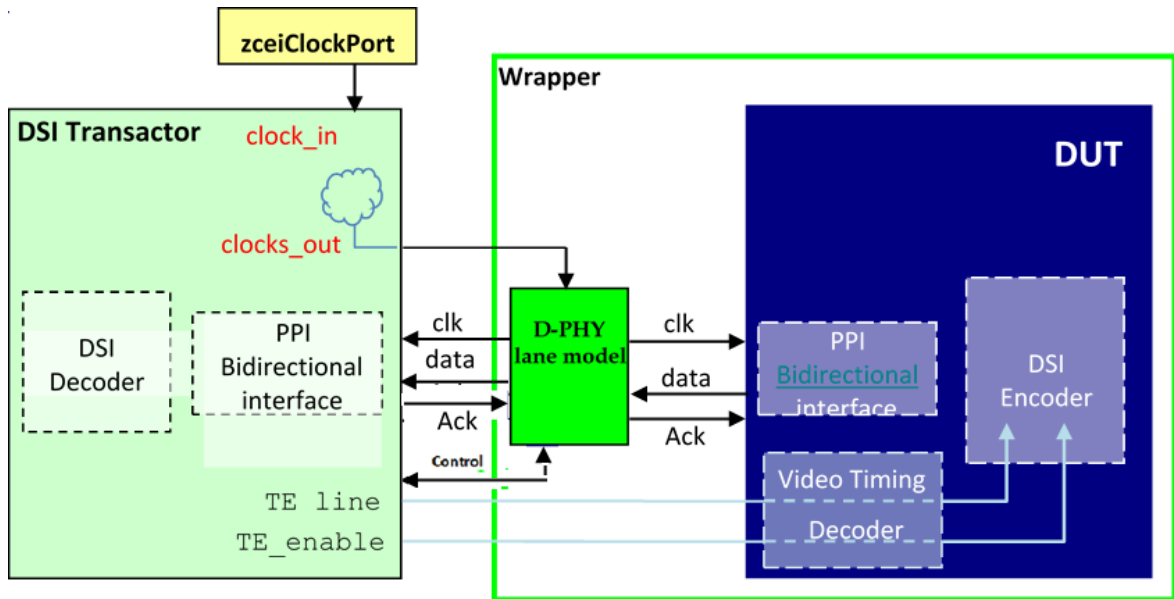 zceiClockPort
Wrapper
DSI Transactor
clock_in
DUT
clocks_out
DSI
Decoder
PPI
Bidirectional
interface
clk
data
Ack
Control
D-PHY
lane model
clk
data
Ack
PPI
Bidirectional
interface
DSI
Encoder
Video Timing
Decoder
TE line
TE_enable